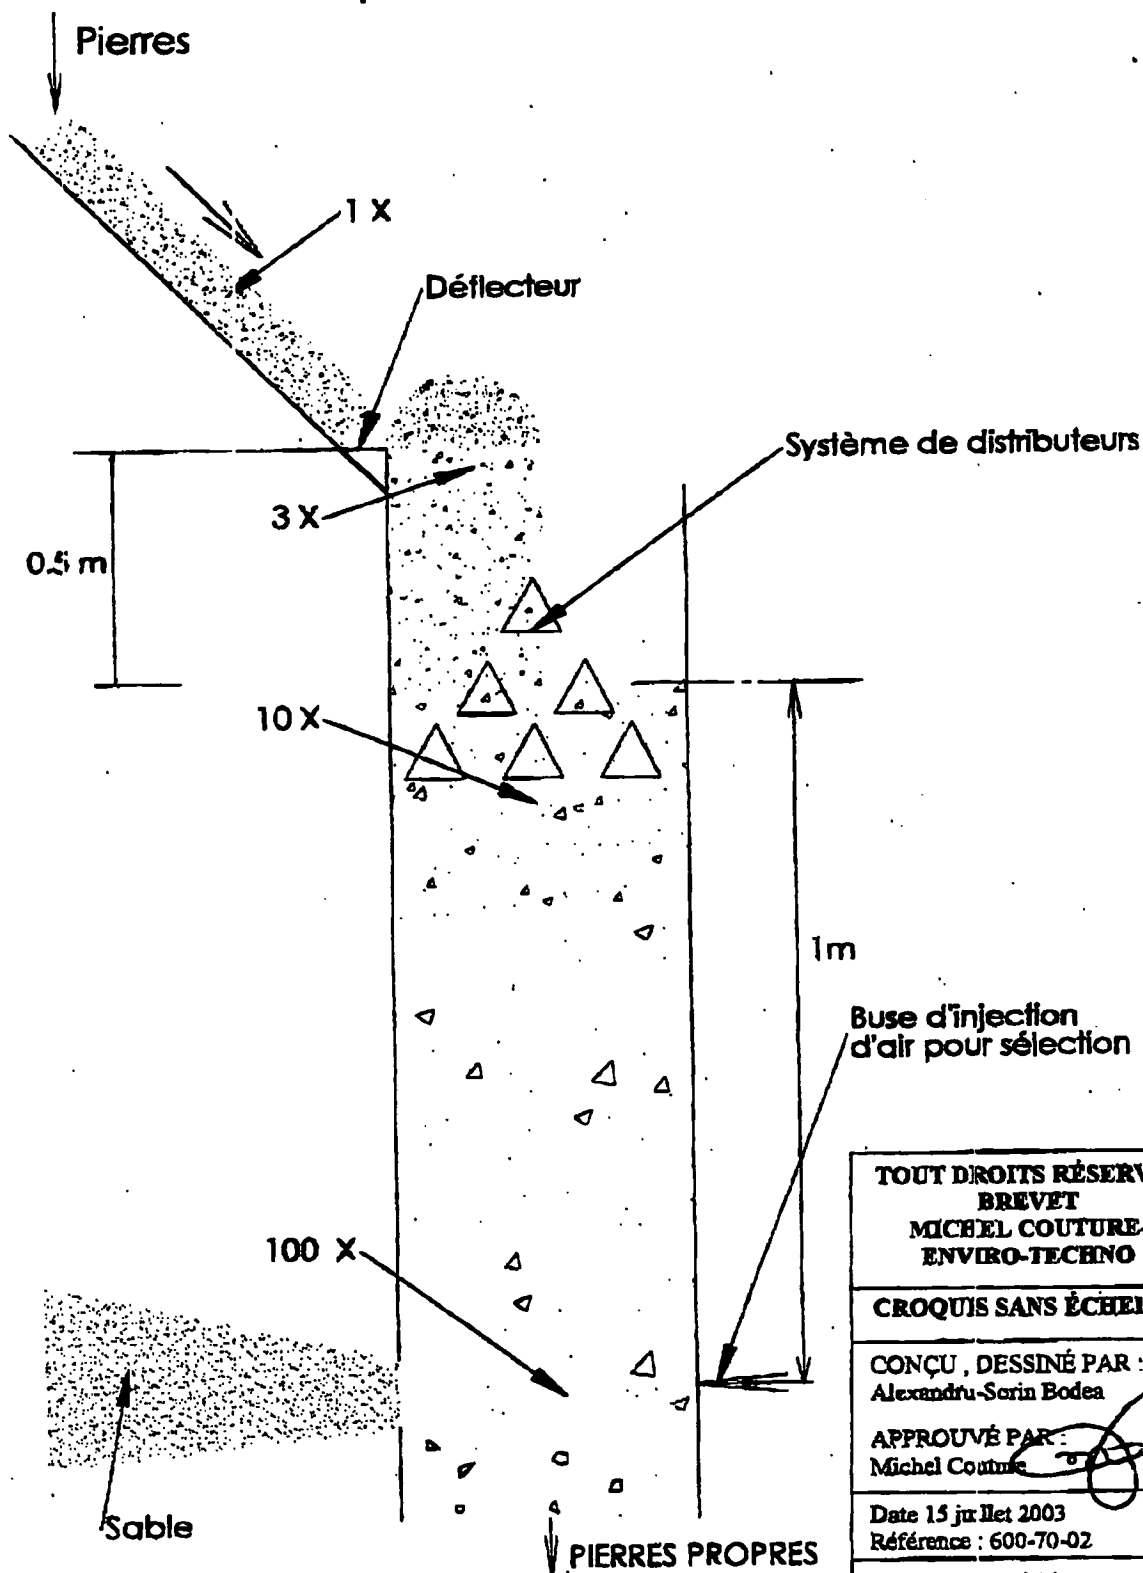 Pierres
1 X
Déflecteur
Système de distributeurs
3 X
0.5 m
10 X
1m
Buse d'injection
d'air pour sélection
100 X
Sable
PIERRES PROPRES
TOUT DROITS
BREVET
MICHEL COUTURE-
ENVIRO-TECHNO
CROQUIS SANS
CONÇU , DESSINÉ PAR :
Alexandru-Sorin Bodea
APPROUVÉ PAR :
Michel Couture
Date 15 juillet 2003
Référence : 600-70-02